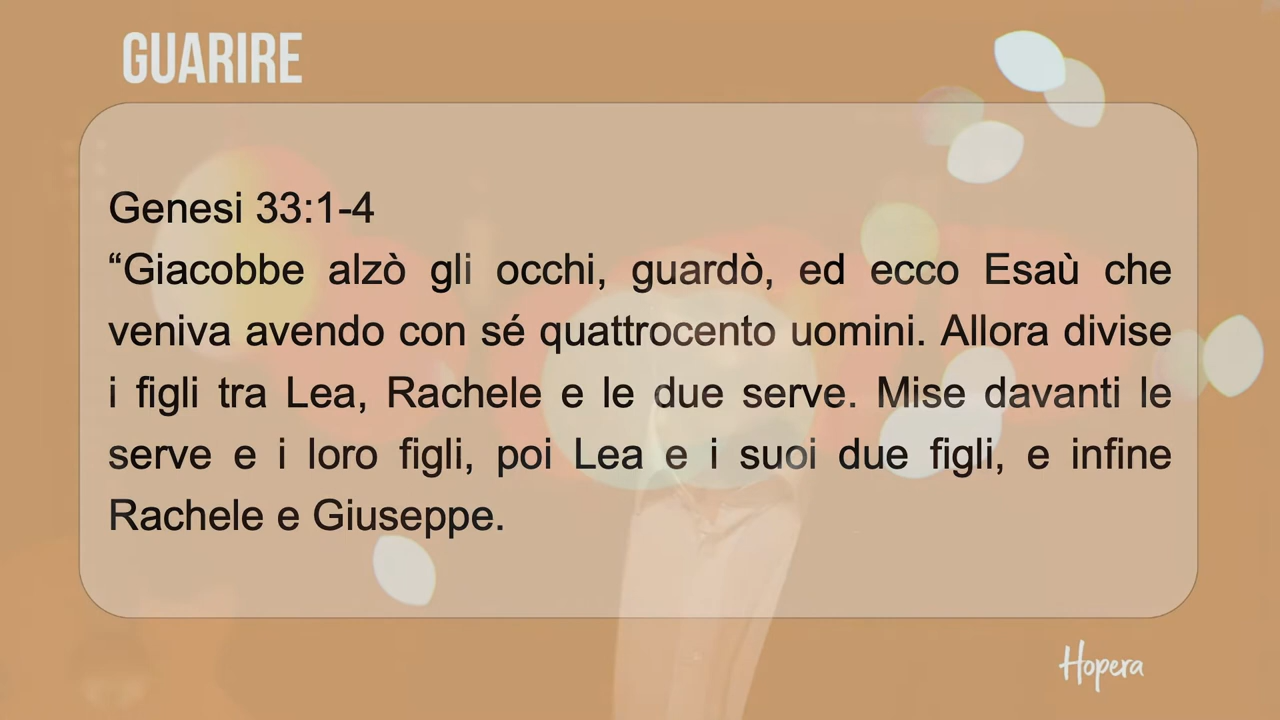 GUARIRE
Genesi 33:1-4
“Giacobbe alzò gli occhi, guardò, ed ecco Esaù che
veniva avendo con sé quattrocento uomini. Allora divise
i figli tra Lea, Rachele e le due serve. Mise davanti le
serve e i loro figli, poi Lea e i suoi due figli, e infine
Rachele e Giuseppe.
Hopera